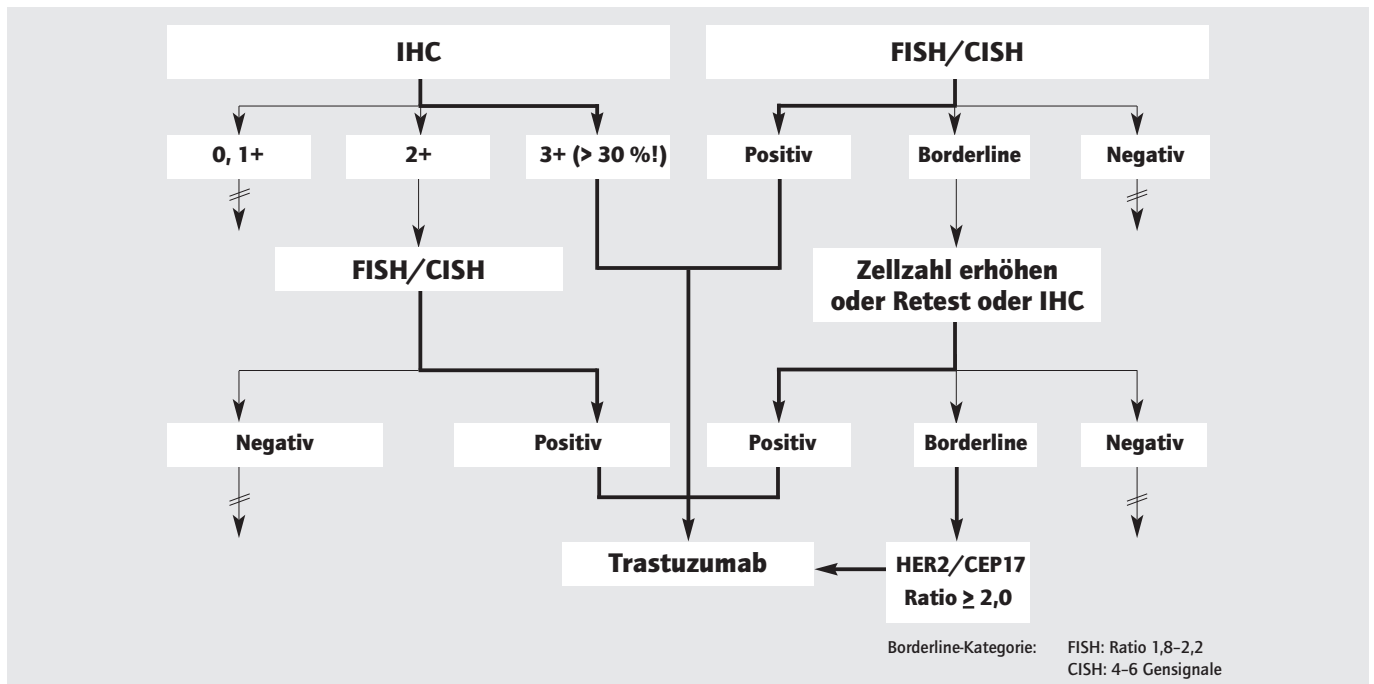 IHC
FISH/CISH
0, 1+
2+
3+ (> 30 %!)
Positiv
Borderline
Negativ
FISH/CISH
Zellzahl erhöhen
oder Retest oder IHC
Negativ
Positiv
Positiv
Borderline
Negativ
Trastuzumab
HER2/CEP17
Ratio ≥ 2,0
Borderline-Kategorie: FISH: Ratio 1,8–2,2
CISH: 4–6 Gensignale